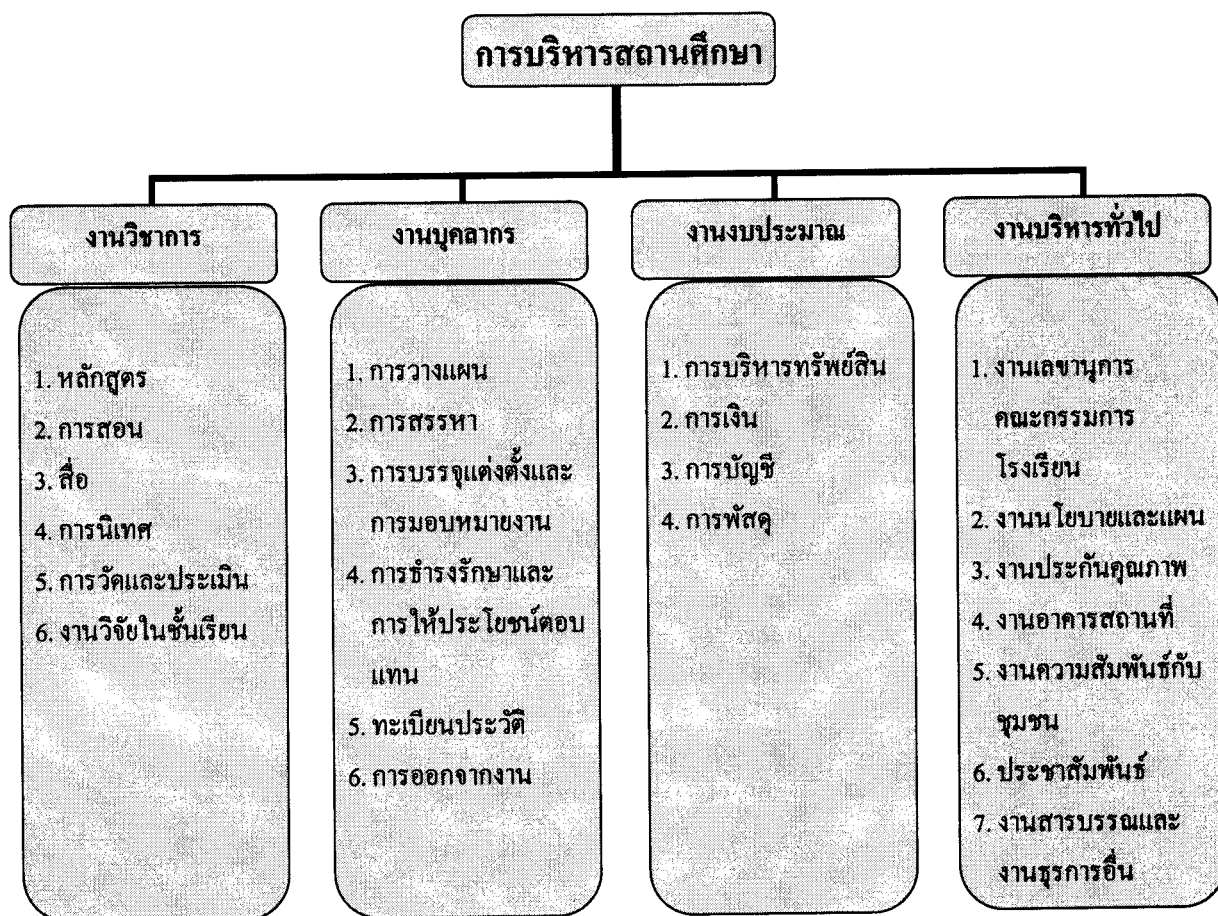 การบริหารสถานศึกษา
งานวิชาการ
1. หลักสูตร
2. การสอน
3. สื่อ
4. การนิเทศ
5. การวัดและประเมิน
6. งานวิจัยในชั้นเรียน
งานบุคลากร
1. การวางแผน
2. การสรรหา
3. การบรรจุแต่งตั้งและ
การมอบหมายงาน
4. การธำรงรักษาและ
การให้ประโยชน์ตอบ
แทน
5. ทะเบียนประวัติ
6. การออกจากงาน
งานงบประมาณ
1. การบริหารทรัพย์สิน
2. การเงิน
3. การบัญชี
4. การพัสดุ
งานบริหารทั่วไป
1. งานเลขานุการ
คณะกรรมการ
โรงเรียน
2. งานนโยบายและแผน
3. งานประกันคุณภาพ
4. งานอาคารสถานที่
5. งานความสัมพันธ์กับ
ชุมชน
6. ประชาสัมพันธ์
7. งานสารบรรณและ
งานธุรการอื่น